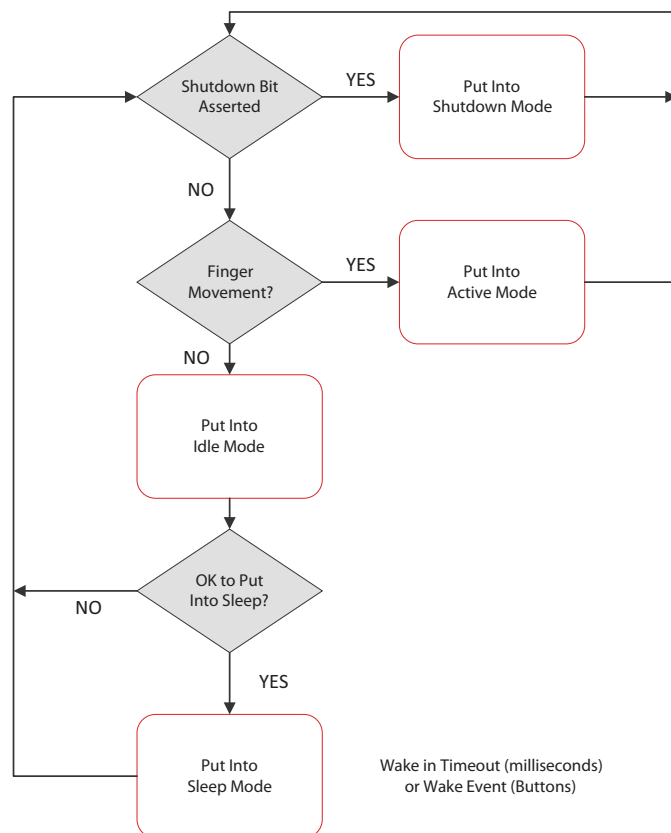 Shutdown Bit
Asserted
YES
Put Into
Shutdown Mode
NO
Finger
Movement?
YES
Put Into
Active Mode
NO
Put Into
Idle Mode
OK to Put
Into Sleep?
NO
YES
Put Into
Sleep Mode
Wake in Timeout (milliseconds)
or Wake Event (Buttons)